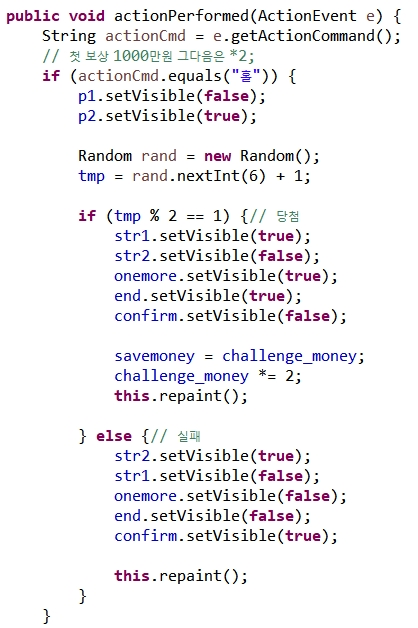 public void actionPerformed(ActionEvent e) {
    String actionCmd = e.getActionCommand();
    // 첫 보상 1000만원 그다음은 *2;
    if (actionCmd.equals("홀")) {
        p1.setVisible(false);
        p2.setVisible(true);

        Random rand = new Random();
        tmp = rand.nextInt(6) + 1;

        if (tmp % 2 == 1) {// 당첨
            str1.setVisible(true);
            str2.setVisible(false);
            onemore.setVisible(true);
            end.setVisible(true);
            confirm.setVisible(false);

            savemoney = challenge_money;
            challenge_money *= 2;
            this.repaint();

        } else {// 실패
            str2.setVisible(true);
            str1.setVisible(false);
            onemore.setVisible(false);
            end.setVisible(false);
            confirm.setVisible(true);

            this.repaint();
        }
    }